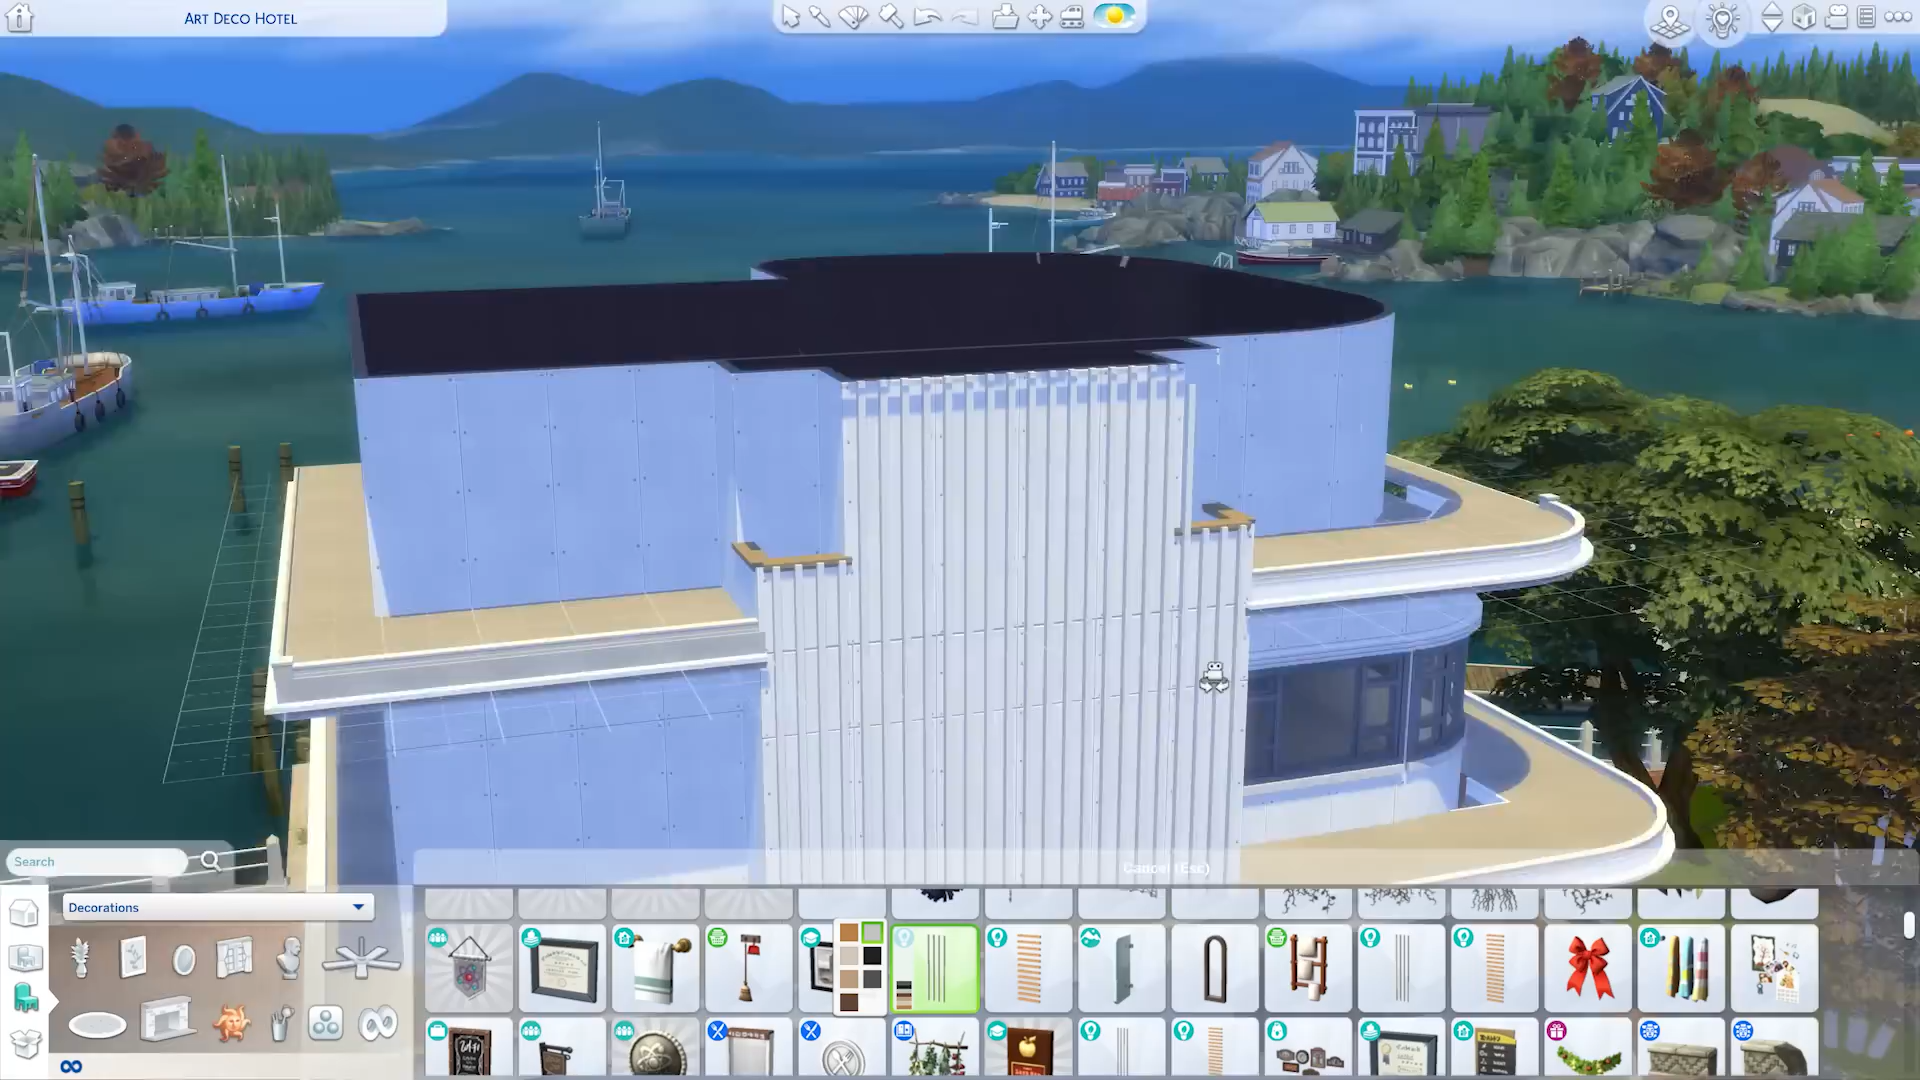 Art Deco Hotel
Cancel (Esc)
Search
Decorations